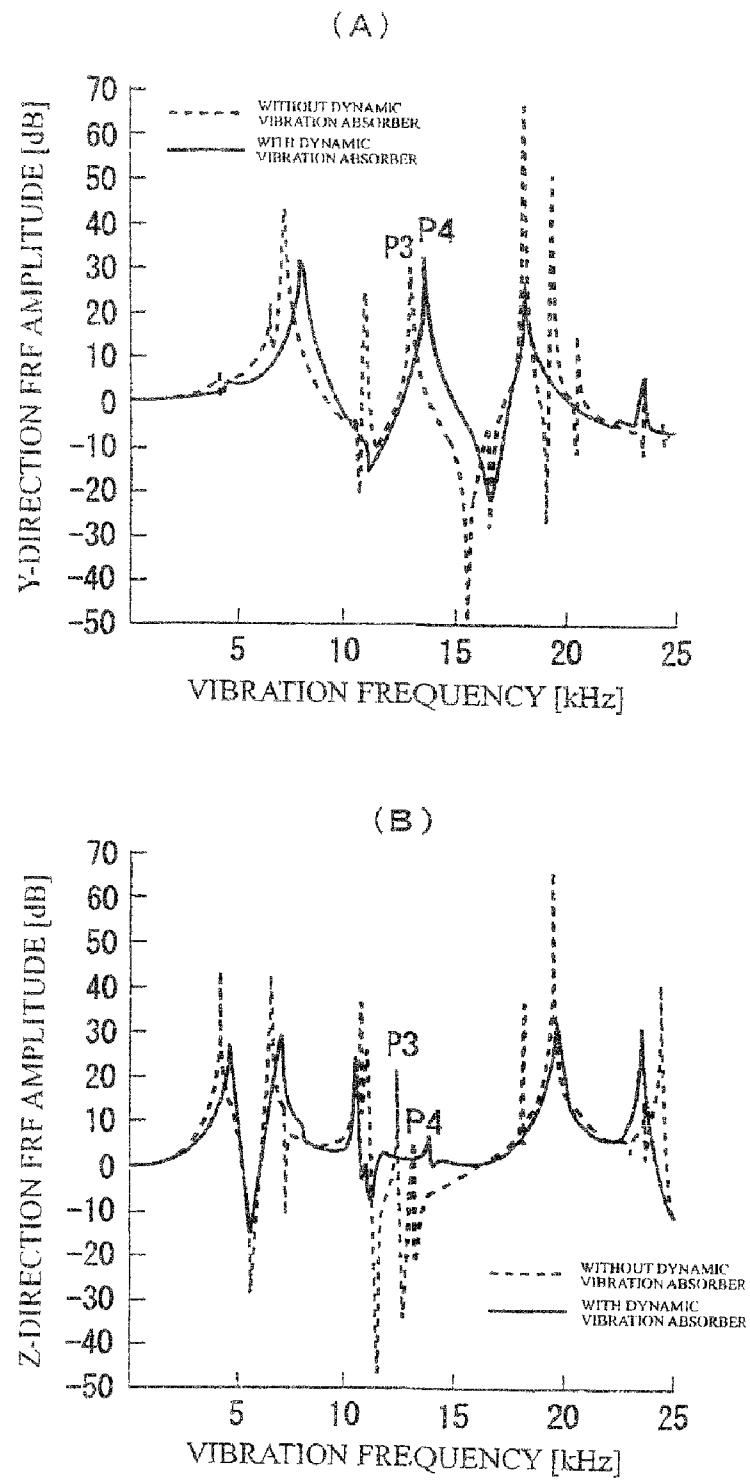 (A)
70
60
50
40
30
20
10
0
-10
-20
-30
-40
-50
Y-DIRECTION FRF AMPLITUDE [dB]
WITHOUT DYNAMIC
VIBRATION ABSORBER
WITH DYNAMIC
VIBRATION ABSORBER
P3
P4
5
10
15
20
25
VIBRATION FREQUENCY [kHz]
(B)
70
60
50
40
30
20
10
0
-10
-20
-30
-40
-50
Z-DIRECTION FRF AMPLITUDE [dB]
P3
P4
WITHOUT DYNAMIC
VIBRATION ABSORBER
WITH DYNAMIC
VIBRATION ABSORBER
5
10
15
20
25
VIBRATION FREQUENCY [kHz]